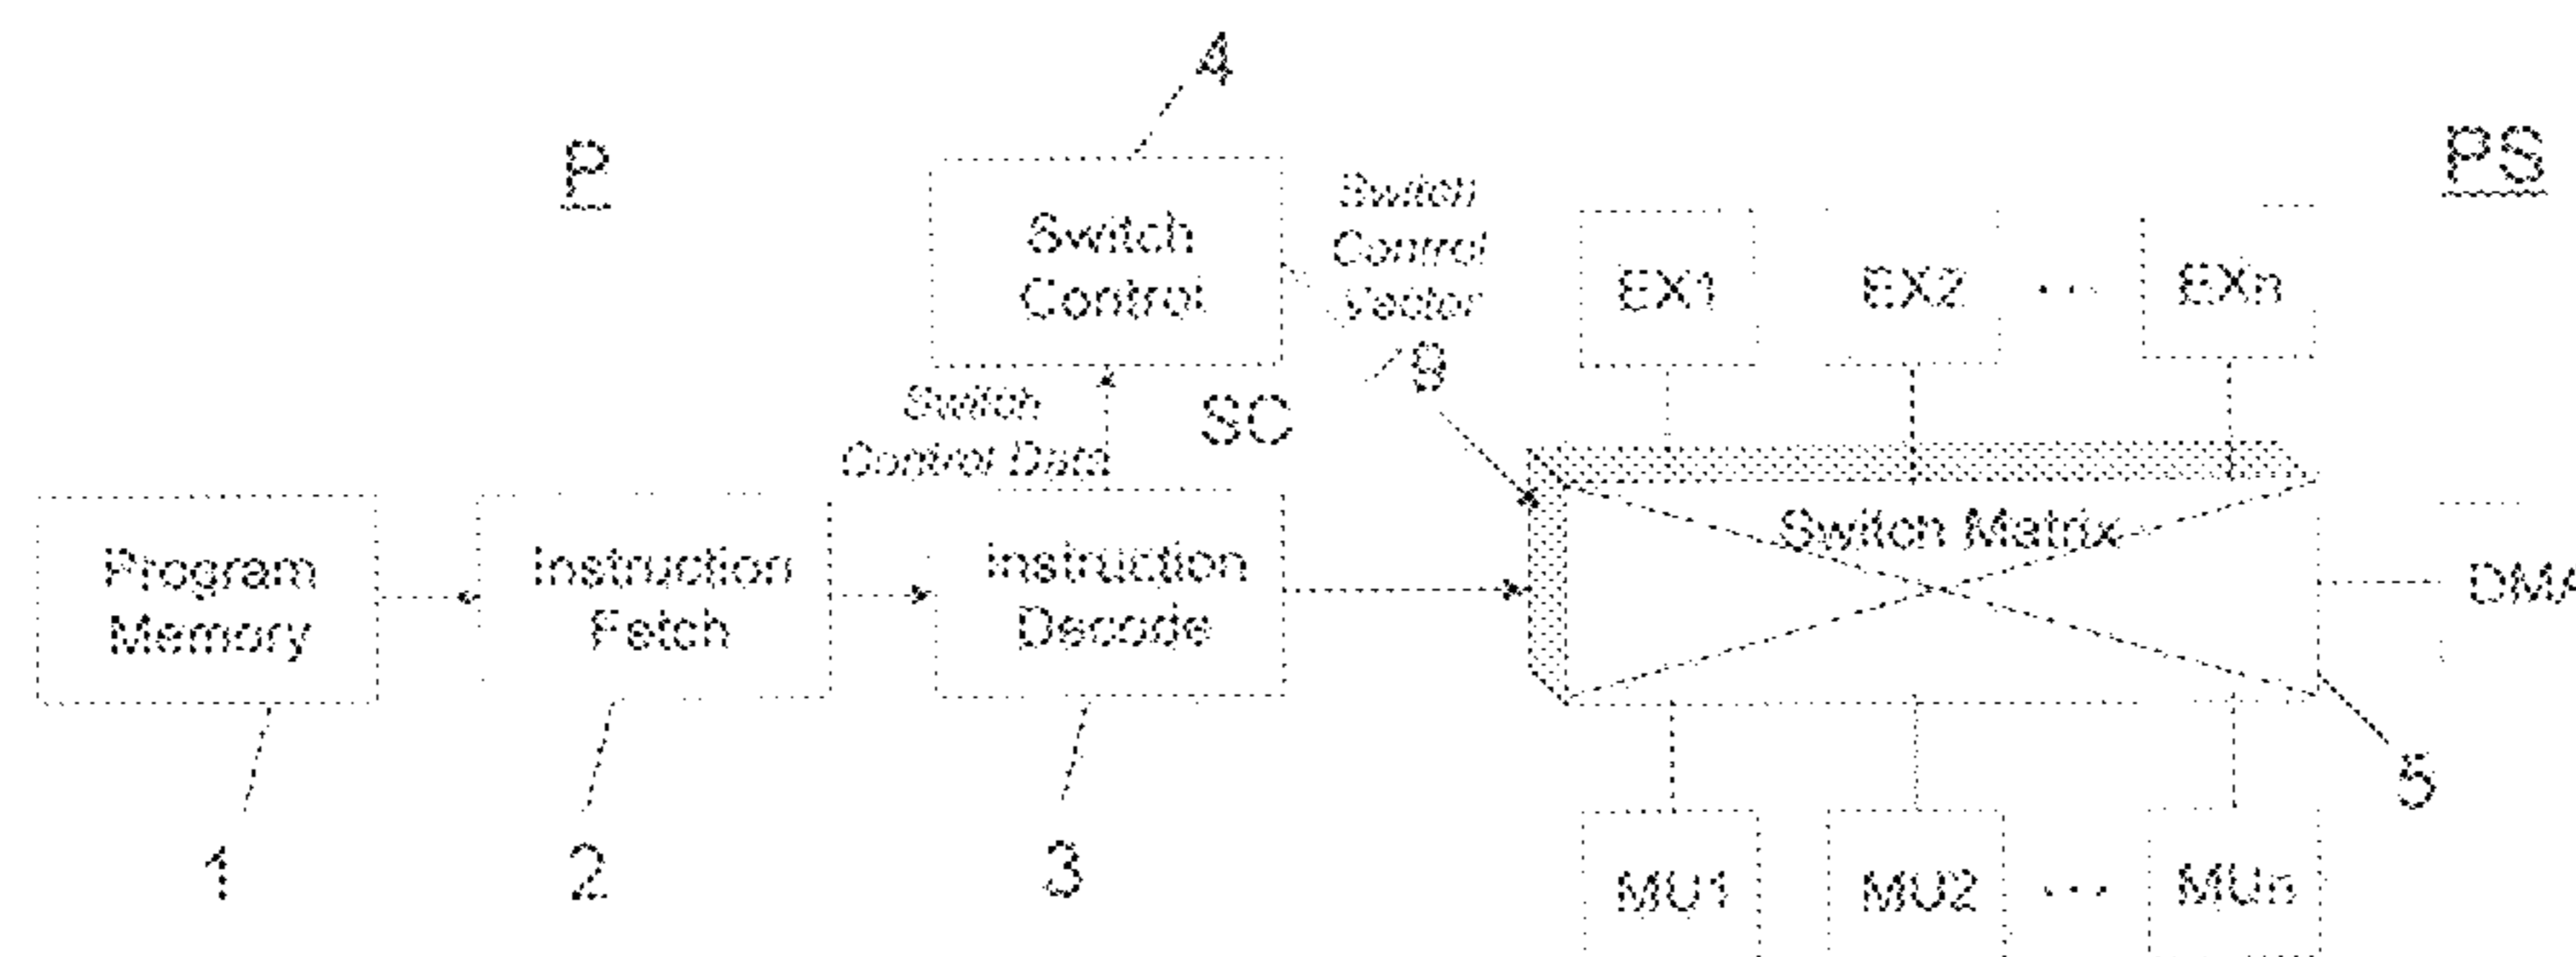 4
P
PS
Switch
Control
Switch
Control
Vector
9
EX1
EX2
...
EXn
Switch
Control Data
SC
Program
Memory
Instruction
Fetch
Instruction
Decode
Switch Matrix
DMA
5
1
2
3
MU1
MU2
...
MUn